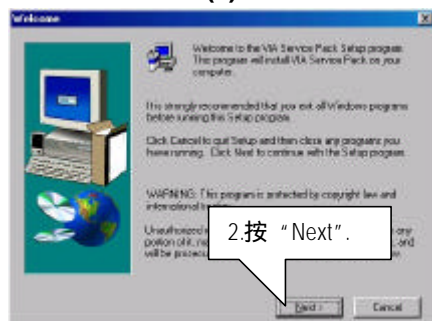 Welcome
Welcome to the VIA Service Pack Setup program.
This program will install VIA Service Pack on your
computer.
It is strongly recommended that you exit all Windows programs
before running this Setup program.
Click Cancel to quit Setup and then close any programs you
have running. Click Next to continue with the Setup program.
WARNING: This program is protected by copyright law and
international
Unauthorized any
portion of it, and
will be
2.按 “Next”.
Next >
Cancel